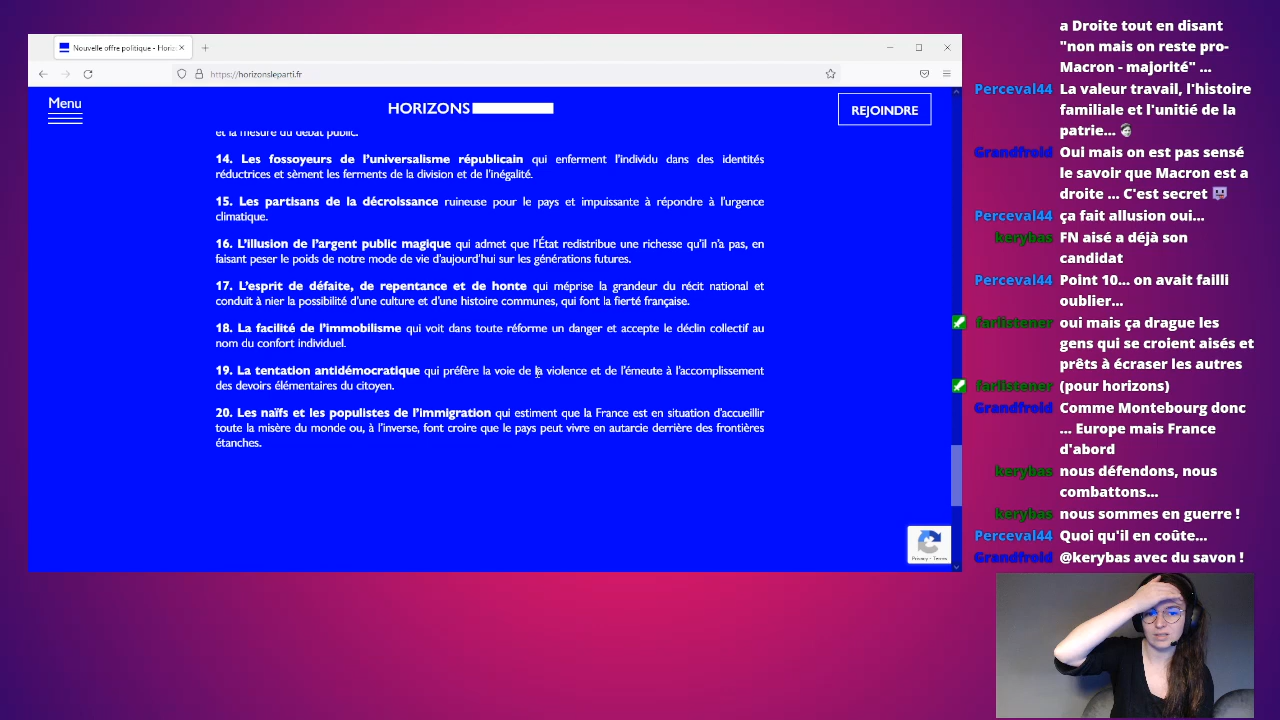 Nouvelle offre politique - Horiz
https://horizonsleparti.fr
Menu
HORIZONS
REJOINDRE
et la mesure du débat public.
14. Les fossoyeurs de l'universalisme républicain qui enferment l'individu dans des identités
réductrices et sèment les ferments de la division et de l'inégalité.
15. Les partisans de la décroissance ruineuse pour le pays et impuissante à répondre à l'urgence
climatique.
16. L'illusion de l'argent public magique qui admet que l'État redistribue une richesse qu'il n'a pas, en
faisant peser le poids de notre mode de vie d'aujourd'hui sur les générations futures.
17. L'esprit de défaite, de repentance et de honte qui méprise la grandeur du récit national et
conduit à nier la possibilité d'une culture et d'une histoire communes, qui font la fierté française.
18. La facilité de l'immobilisme qui voit dans toute réforme un danger et accepte le déclin collectif au
nom du confort individuel.
19. La tentation antidémocratique qui préfère la voie de la violence et de l'émeute à l'accomplissement
des devoirs élémentaires du citoyen.
20. Les naïfs et les populistes de l'immigration qui estiment que la France est en situation d'accueillir
toute la misère du monde ou, à l'inverse, font croire que le pays peut vivre en autarcie derrière des frontières
étanches.
Privacy - Terms
a Droite tout en disant
"non mais on reste pro-
Macron - majorité" ...
Perceval44 La valeur travail, l'histoire
familiale et l'unitié de la
patrie...
Grandfroid Oui mais on est pas sensé
le savoir que Macron est a
droite ... C'est secret
Perceval44 ça fait allusion oui...
kerybas FN aisé a déjà son
candidat
Perceval44 Point 10... on avait failli
oublier...
farlistener oui mais ça drague les
gens qui se croient aisés et
prêts à écraser les autres
farlistener (pour horizons)
Grandfroid Comme Montebourg donc
... Europe mais France
d'abord
kerybas nous défendons, nous
combattons...
kerybas nous sommes en guerre !
Perceval44 Quoi qu'il en coûte...
Grandfroid @kerybas avec du savon !